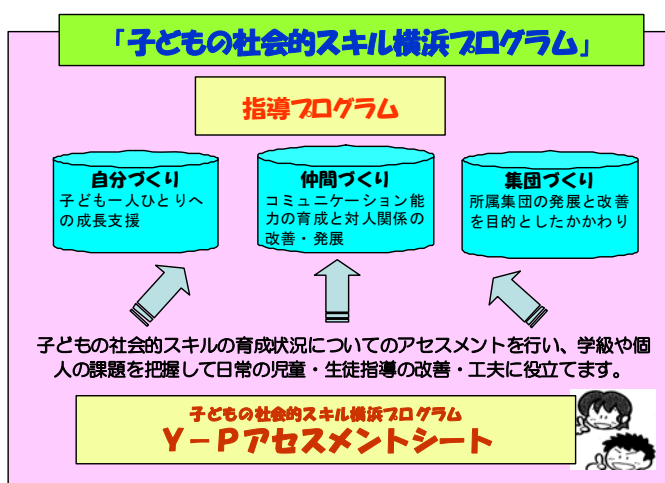 「子どもの社会的スキル横浜プログラム」
指導プログラム
自分づくり
子ども一人ひとりへ
の成長支援
仲間づくり
コミュニケーション能
力の育成と対人関係の
改善・発展
集団づくり
所属集団の発展と改善
を目的としたかかわり
子どもの社会的スキルの育成状況についてのアセスメントを行い、学級や個
人の課題を把握して日常の児童・生徒指導の改善・工夫に役立てます。
子どもの社会的スキル横浜プログラム
Y－Pアセスメントシート